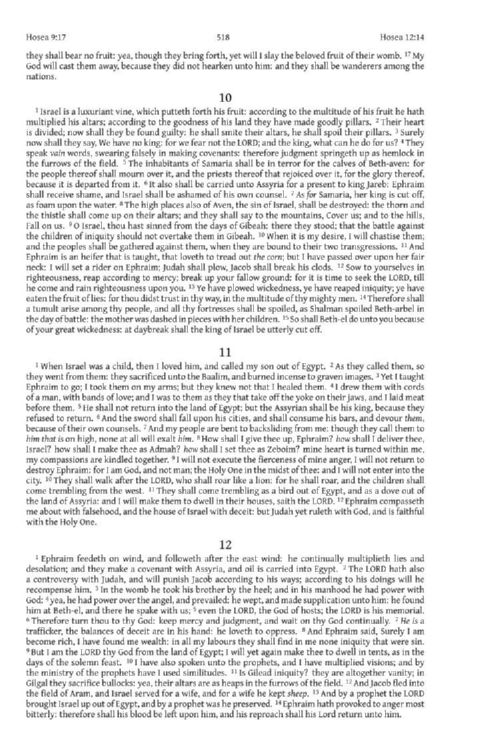 Hosea 9:17 518 Hosea 12:14
they shall bear no fruit: yea, though they bring forth, yet will I slay the beloved fruit of their womb. 17 My
God will cast them away, because they did not hearken unto him: and they shall be wanderers among the
nations.
10
1 Israel is a luxuriant vine, which putteth forth his fruit: according to the multitude of his fruit he hath
multiplied his altars; according to the goodness of his land they have made goodly pillars. 2 Their heart
is divided; now shall they be found guilty: he shall smite their altars, he shall spoil their pillars. 3 Surely
now shall they say, We have no king: for we fear not the LORD; and the king, what can he do for us? 4 They
speak vain words, swearing falsely in making covenants: therefore judgment springeth up as hemlock in
the furrows of the field. 5 The inhabitants of Samaria shall be in terror for the calves of Beth-aven: for
the people thereof shall mourn over it, and the priests thereof that rejoiced over it, for the glory thereof,
because it is departed from it. 6 It also shall be carried unto Assyria for a present to king Jareb: Ephraim
shall receive shame, and Israel shall be ashamed of his own counsel. 7 As for Samaria, her king is cut off,
as foam upon the water. 8 The high places also of Aven, the sin of Israel, shall be destroyed: the thorn and
the thistle shall come up on their altars; and they shall say to the mountains, Cover us; and to the hills,
Fall on us. 9 O Israel, thou hast sinned from the days of Gibeah: there they stood; that the battle against
the children of iniquity should not overtake them in Gibeah. 10 When it is my desire, I will chastise them;
and the peoples shall be gathered against them, when they are bound to their two transgressions. 11 And
Ephraim is an heifer that is taught, that loveth to tread out the corn; but I have passed over upon her fair
neck: I will set a rider on Ephraim; Judah shall plow, Jacob shall break his clods. 12 Sow to yourselves in
righteousness, reap according to mercy; break up your fallow ground: for it is time to seek the LORD, till
he come and rain righteousness upon you. 13 Ye have plowed wickedness, ye have reaped iniquity; ye have
eaten the fruit of lies: for thou didst trust in thy way, in the multitude of thy mighty men. 14 Therefore shall
a tumult arise among thy people, and all thy fortresses shall be spoiled, as Shalman spoiled Beth-arbel in
the day of battle: the mother was dashed in pieces with her children. 15 So shall Beth-el do unto you because
of your great wickedness: at daybreak shall the king of Israel be utterly cut off.
11
1 When Israel was a child, then I loved him, and called my son out of Egypt. 2 As they called them, so
they went from them: they sacrificed unto the Baalim, and burned incense to graven images. 3 Yet I taught
Ephraim to go; I took them on my arms; but they knew not that I healed them. 4 I drew them with cords
of a man, with bands of love; and I was to them as they that take off the yoke on their jaws, and I laid meat
before them. 5 He shall not return into the land of Egypt; but the Assyrian shall be his king, because they
refused to return. 6 And the sword shall fall upon his cities, and shall consume his bars, and devour them,
because of their own counsels. 7 And my people are bent to backsliding from me: though they call them to
him that is on high, none at all will exalt him. 8 How shall I give thee up, Ephraim? how shall I deliver thee,
Israel? how shall I make thee as Admah? how shall I set thee as Zeboim? mine heart is turned within me,
my compassions are kindled together. 9 I will not execute the fierceness of mine anger, I will not return to
destroy Ephraim: for I am God, and not man; the Holy One in the midst of thee: and I will not enter into the
city. 10 They shall walk after the LORD, who shall roar like a lion: for he shall roar, and the children shall
come trembling from the west. 11 They shall come trembling as a bird out of Egypt, and as a dove out of
the land of Assyria: and I will make them to dwell in their houses, saith the LORD. 12 Ephraim compasseth
me about with falsehood, and the house of Israel with deceit: but Judah yet ruleth with God, and is faithful
with the Holy One.
12
1 Ephraim feedeth on wind, and followeth after the east wind: he continually multiplieth lies and
desolation; and they make a covenant with Assyria, and oil is carried into Egypt. 2 The LORD hath also
a controversy with Judah, and will punish Jacob according to his ways; according to his doings will he
recompense him. 3 In the womb he took his brother by the heel; and in his manhood he had power with
God: 4 yea, he had power over the angel, and prevailed: he wept, and made supplication unto him: he found
him at Beth-el, and there he spake with us; 5 even the LORD, the God of hosts; the LORD is his memorial.
6 Therefore turn thou to thy God: keep mercy and judgment, and wait on thy God continually. 7 He is a
trafficker, the balances of deceit are in his hand: he loveth to oppress. 8 And Ephraim said, Surely I am
become rich, I have found me wealth: in all my labours they shall find in me none iniquity that were sin.
9 But I am the LORD thy God from the land of Egypt; I will yet again make thee to dwell in tents, as in the
days of the solemn feast. 10 I have also spoken unto the prophets, and I have multiplied visions; and by
the ministry of the prophets have I used similitudes. 11 Is Gilead iniquity? they are altogether vanity; in
Gilgal they sacrifice bullocks: yea, their altars are as heaps in the furrows of the field. 12 And Jacob fled into
the field of Aram, and Israel served for a wife, and for a wife he kept sheep. 13 And by a prophet the LORD
brought Israel up out of Egypt, and by a prophet was he preserved. 14 Ephraim hath provoked to anger most
bitterly: therefore shall his blood be left upon him, and his reproach shall his Lord return unto him.